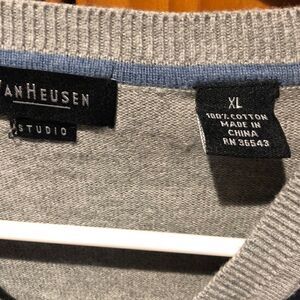 VANHEUSEN
STUDIO
XL
100% COTTON
MADE IN
CHINA
RN 36543